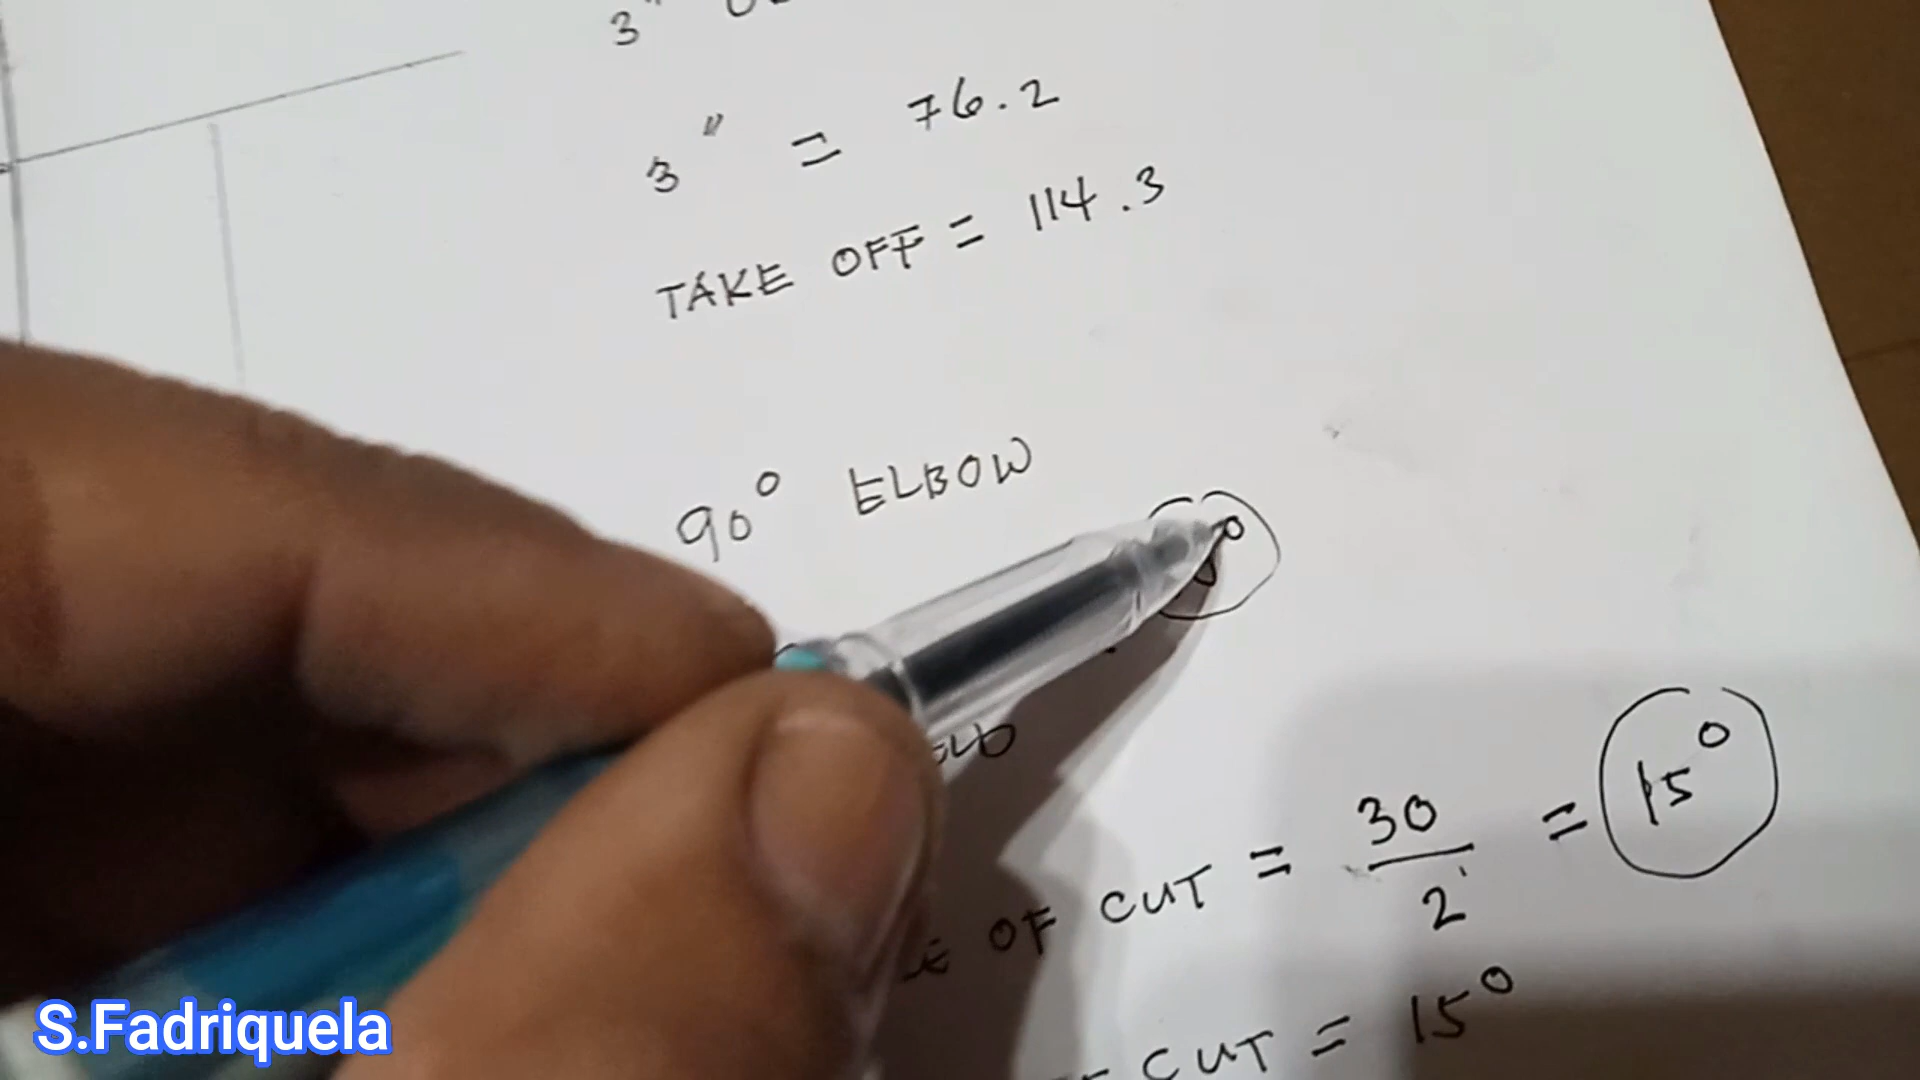 3"
3" = 76.2
TAKE OFF = 114.3
90° ELBOW
OF CUT = 30/2 = 15°
CUT = 15°
S.Fadriquela